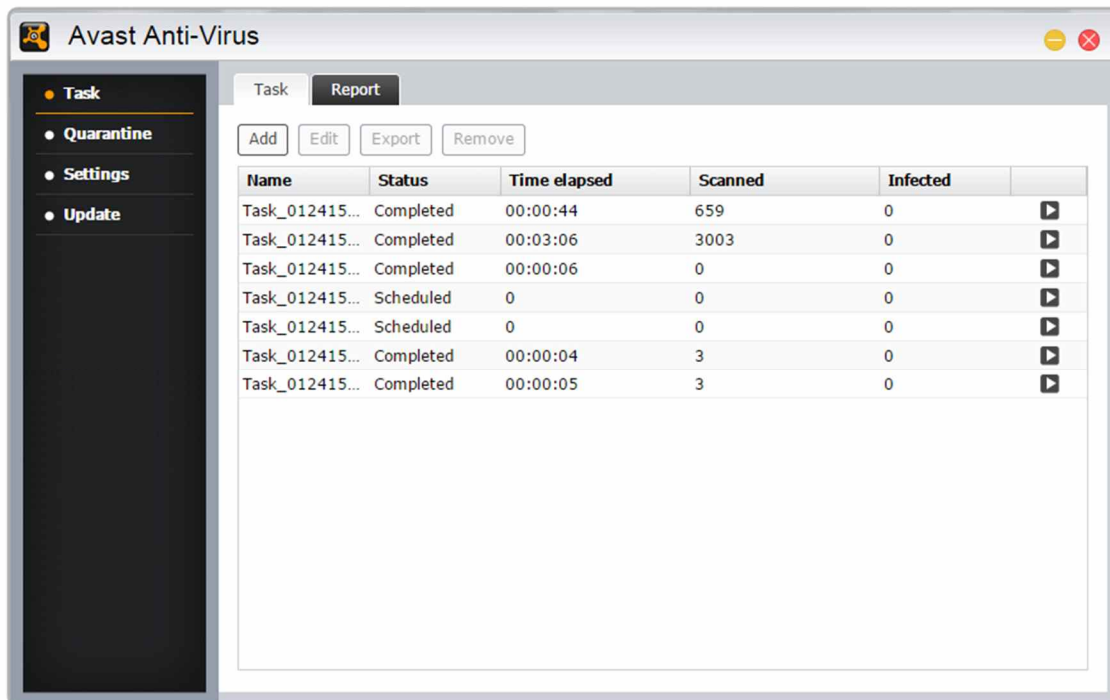 Avast Anti-Virus
Task
Quarantine
Settings
Update
Task Report
Add Edit Export Remove
Name Status Time elapsed Scanned Infected
Task_012415... Completed 00:00:44 659 0
Task_012415... Completed 00:03:06 3003 0
Task_012415... Completed 00:00:06 0 0
Task_012415... Scheduled 0 0 0
Task_012415... Scheduled 0 0 0
Task_012415... Completed 00:00:04 3 0
Task_012415... Completed 00:00:05 3 0